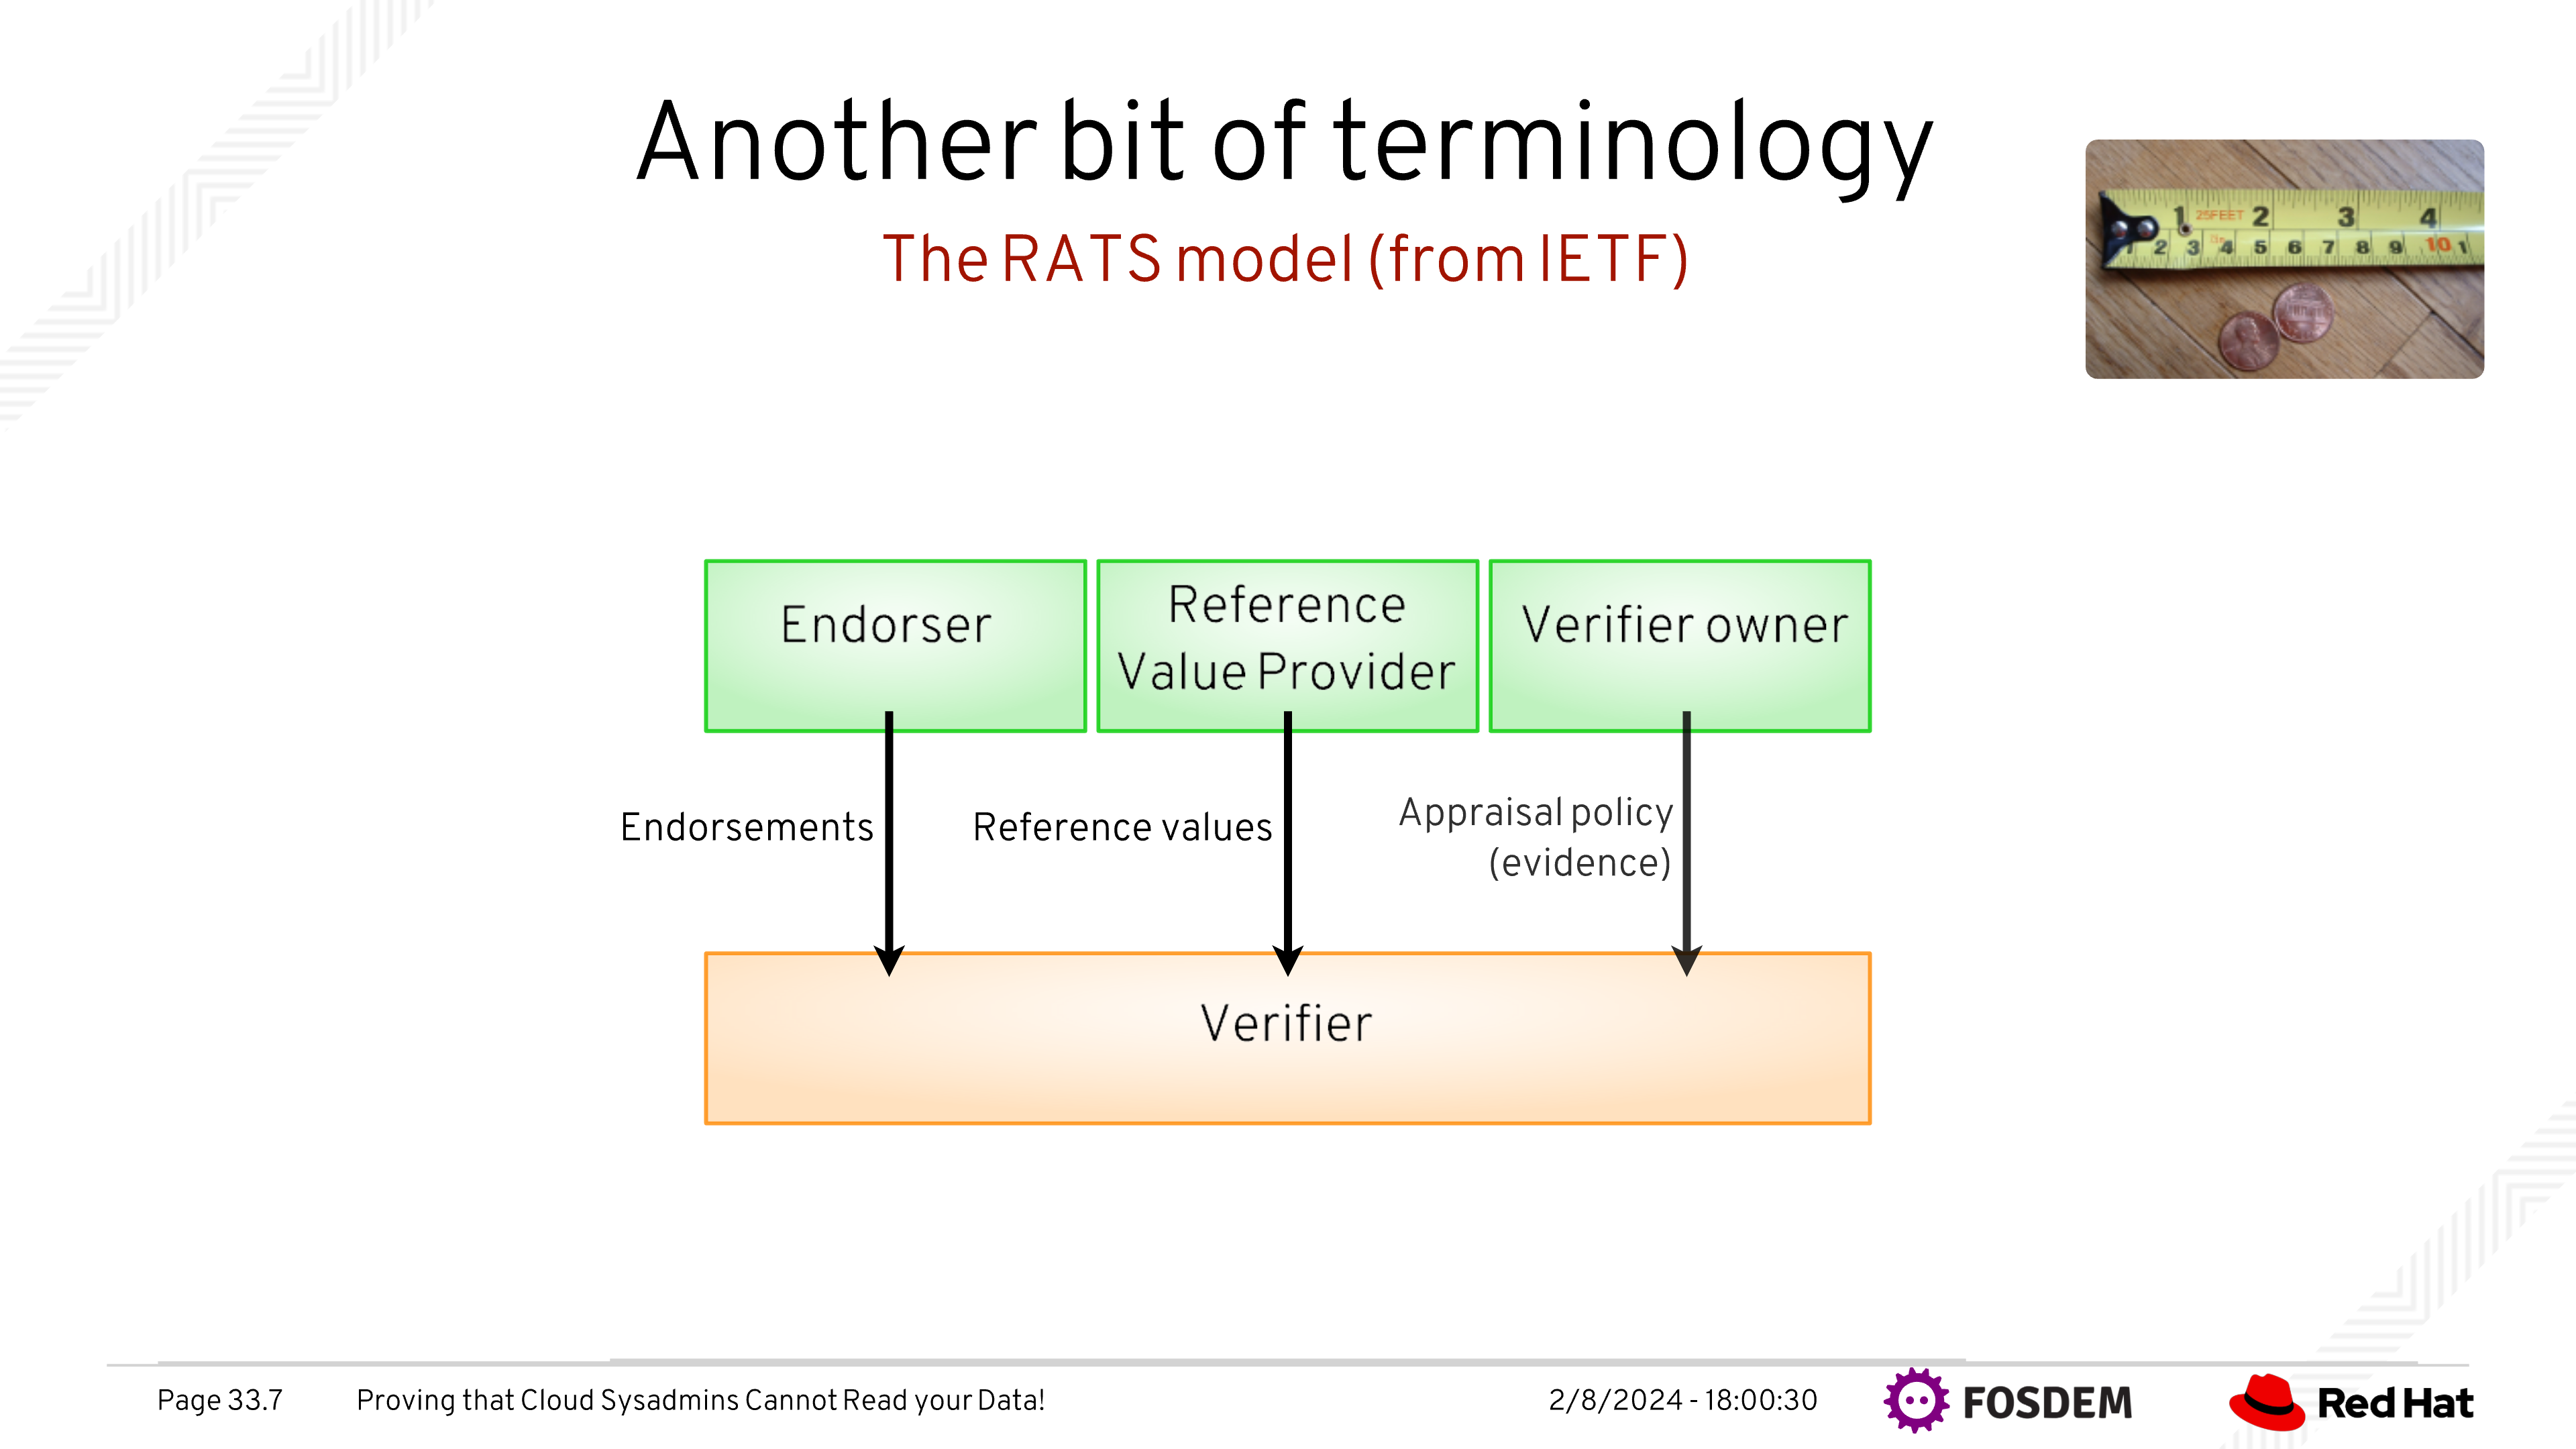 Another bit of terminology
The RATS model (from IETF)
1 25FEET 2 3 4
1 2 3 4 5 6 7 8 9 10 1
Endorser
Reference
Value Provider
Verifier owner
Endorsements
Reference values
Appraisal policy
(evidence)
Verifier
Page 33.7
Proving that Cloud Sysadmins Cannot Read your Data!
2/8/2024 - 18:00:30
FOSDEM
Red Hat